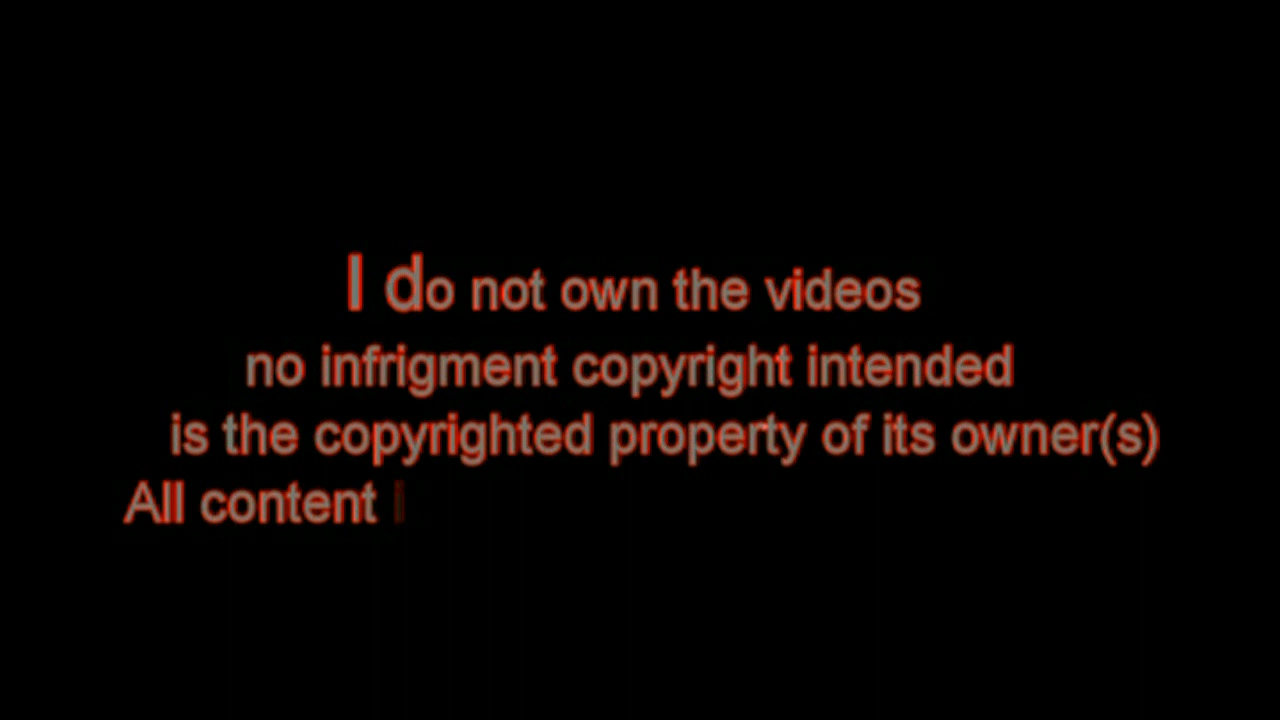 I do not own the videos
no infrigment copyright intended
is the copyrighted property of its owner(s)
All content i